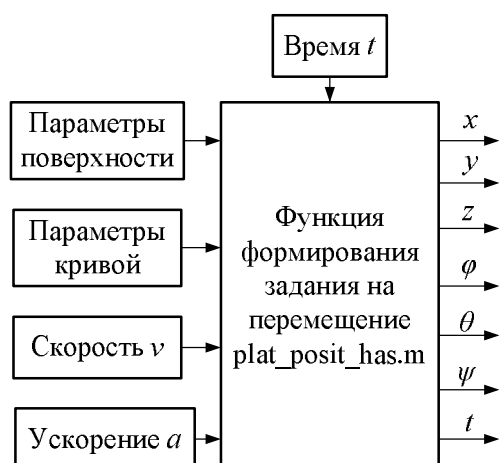 Время t
Параметры
поверхности
Параметры
кривой
Скорость v
Ускорение a
Функция
формирования
задания на
перемещение
plat_posit_has.m
x
y
z
φ
θ
ψ
t